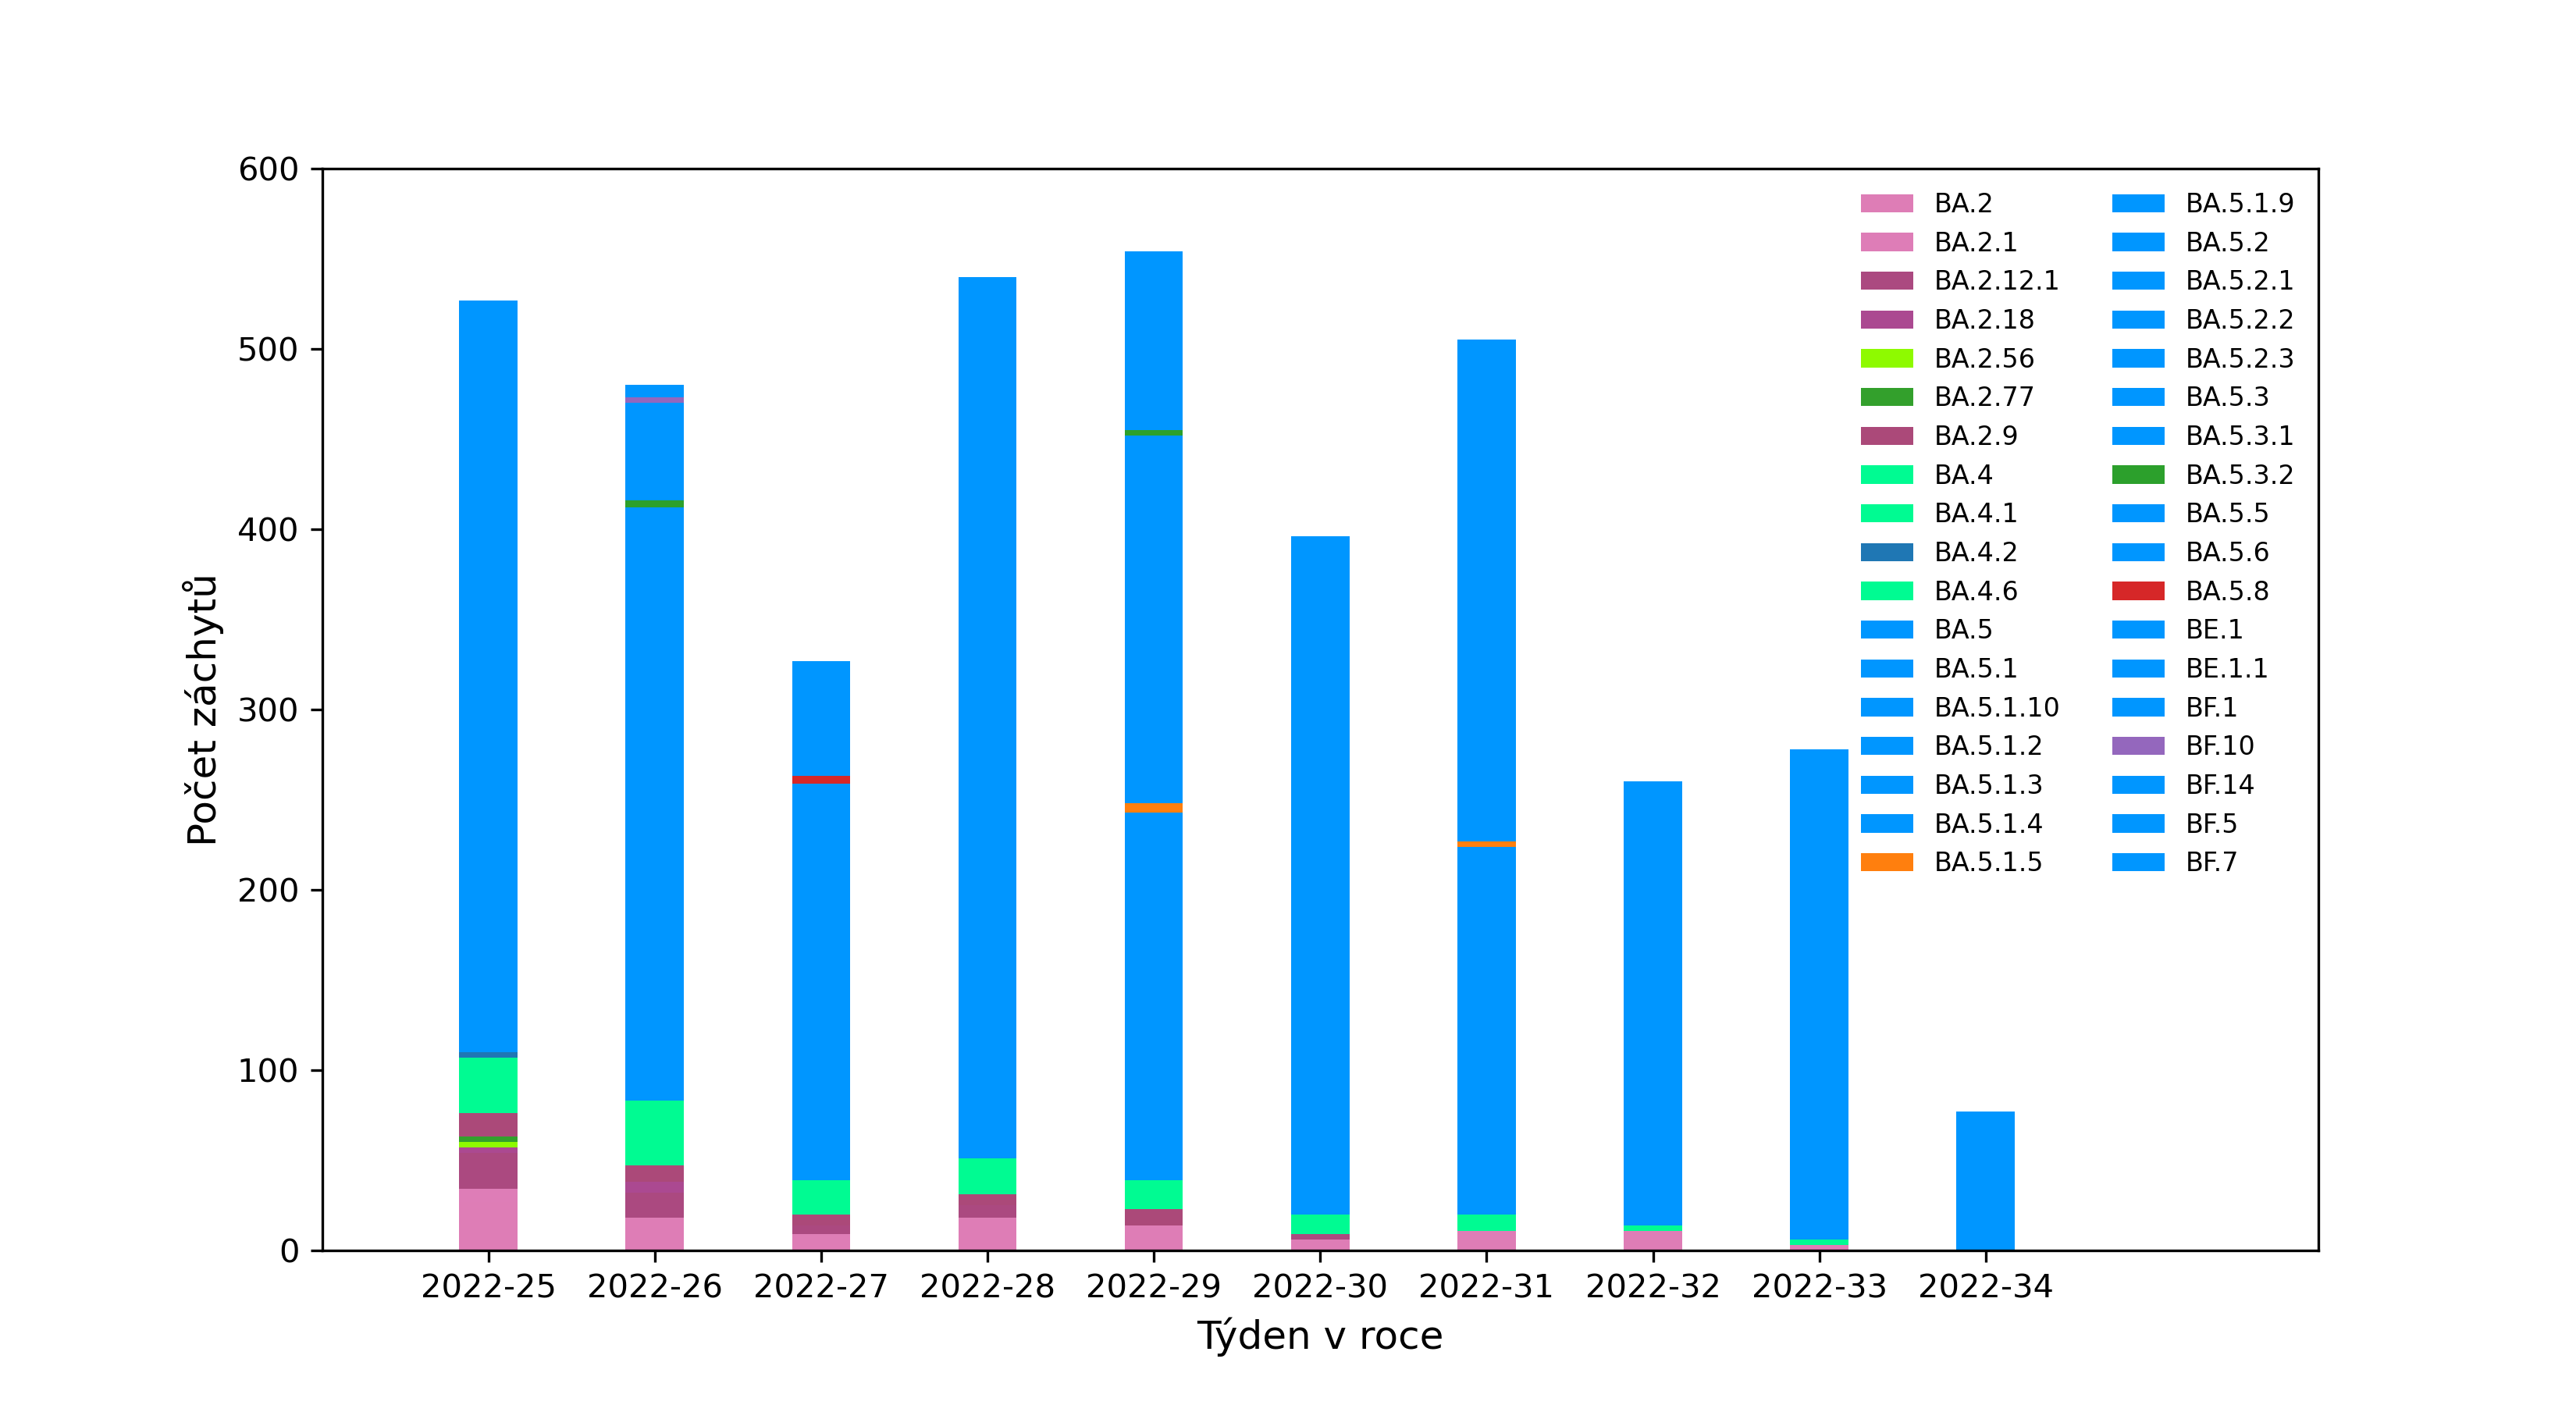 600
500
400
300
200
100
0
Počet záchytů
2022-25
2022-26
2022-27
2022-28
2022-29
2022-30
2022-31
2022-32
2022-33
2022-34
Týden v roce
BA.2
BA.2.1
BA.2.12.1
BA.2.18
BA.2.56
BA.2.77
BA.2.9
BA.4
BA.4.1
BA.4.2
BA.4.6
BA.5
BA.5.1
BA.5.1.10
BA.5.1.2
BA.5.1.3
BA.5.1.4
BA.5.1.5
BA.5.1.9
BA.5.2
BA.5.2.1
BA.5.2.2
BA.5.2.3
BA.5.3
BA.5.3.1
BA.5.3.2
BA.5.5
BA.5.6
BA.5.8
BE.1
BE.1.1
BF.1
BF.10
BF.14
BF.5
BF.7